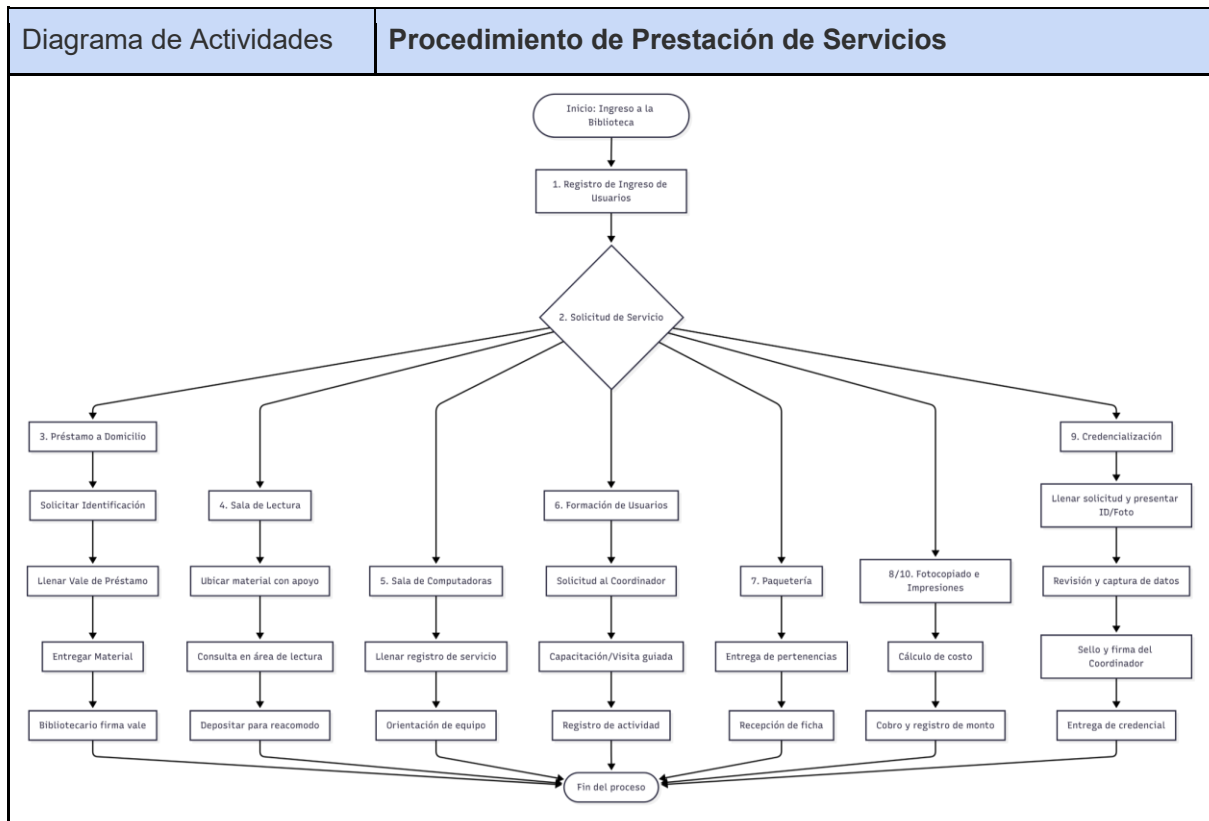 Diagrama de Actividades
Procedimiento de Prestación de Servicios
Inicio: Ingreso a la
Biblioteca
1. Registro de Ingreso de
Usuarios
2. Solicitud de Servicio
3. Préstamo a Domicilio
Solicitar Identificación
Llenar Vale de Préstamo
Entregar Material
Bibliotecario firma vale
4. Sala de Lectura
Ubicar material con apoyo
Consulta en área de lectura
Depositar para reacomodo
5. Sala de Computadoras
Llenar registro de servicio
Orientación de equipo
6. Formación de Usuarios
Solicitud al Coordinador
Capacitación/Visita guiada
Registro de actividad
7. Paquetería
Entrega de pertenencias
Recepción de ficha
8/10. Fotocopiado e
Impresiones
Cálculo de costo
Cobro y registro de monto
9. Credencialización
Llenar solicitud y presentar
ID/Foto
Revisión y captura de datos
Sello y firma del
Coordinador
Entrega de credencial
Fin del proceso